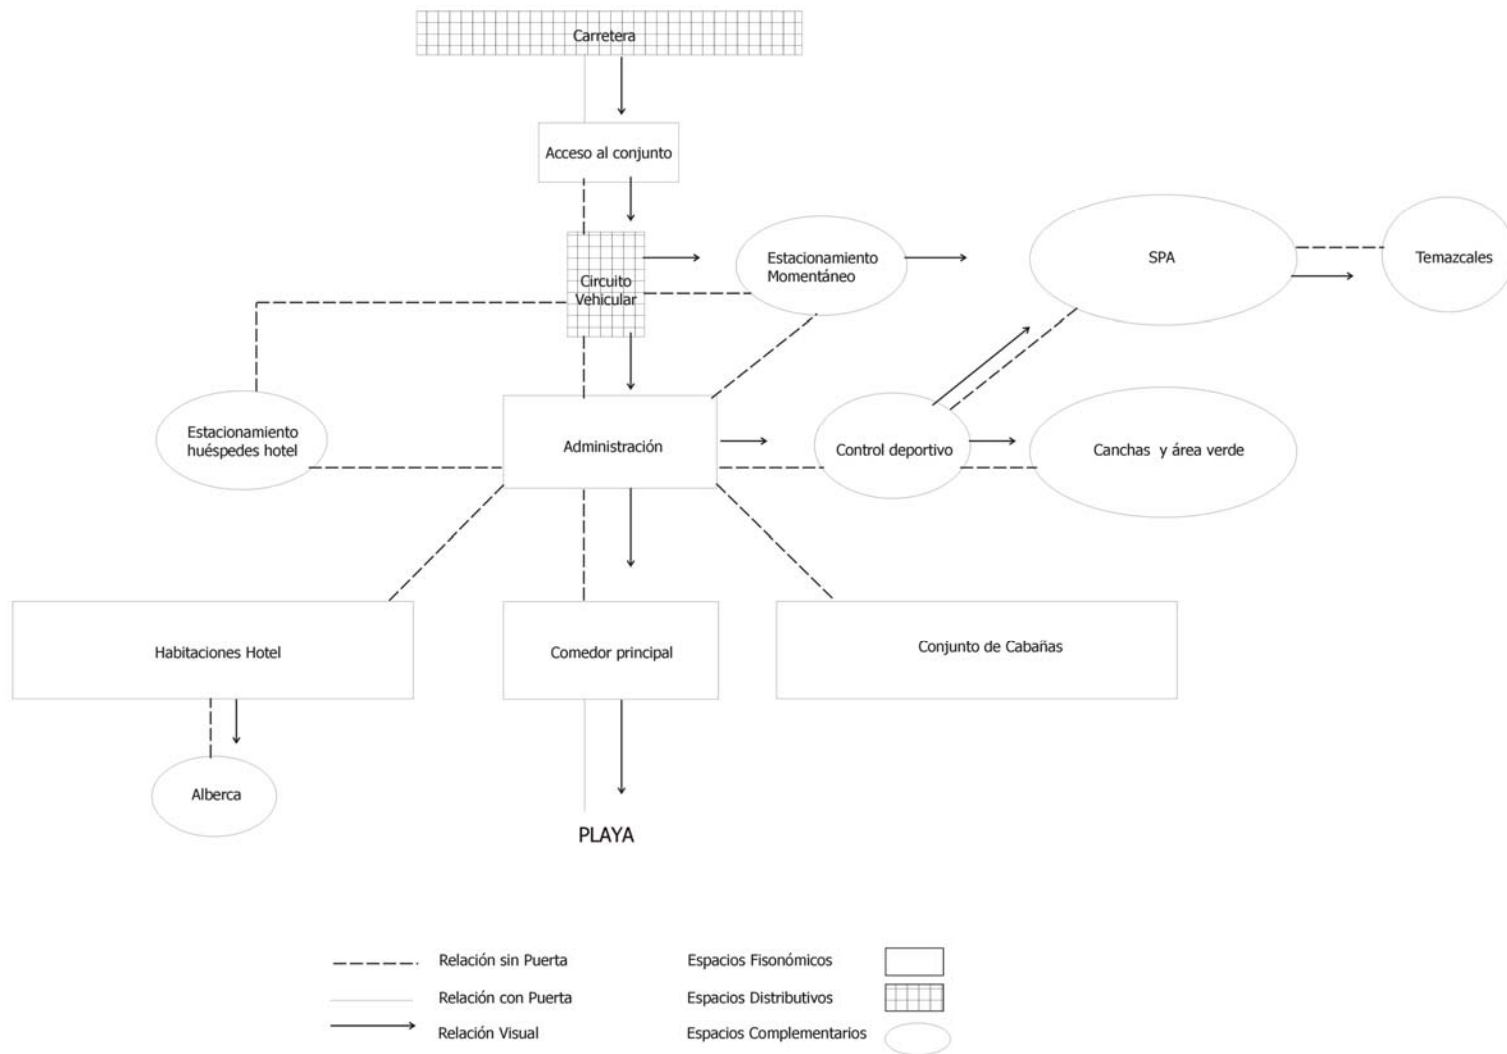 Carretera
Acceso al conjunto
Estacionamiento
Momentáneo
SPA
Temazcales
Circuito
Vehicular
Estacionamiento
huéspedes hotel
Administración
Control deportivo
Canchas y área verde
Habitaciones Hotel
Comedor principal
Conjunto de Cabañas
Alberca
PLAYA
Relación sin Puerta
Espacios Fisonómicos
Relación con Puerta
Espacios Distributivos
Relación Visual
Espacios Complementarios